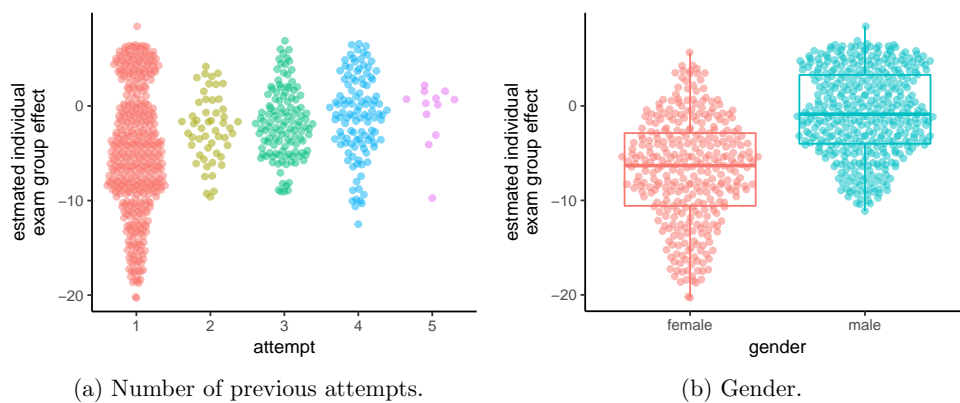 estmated individual
exam group effect
0
−10
−20
1 2 3 4 5
attempt
(a) Number of previous attempts.
estmated individual
exam group effect
0
−10
−20
female male
gender
(b) Gender.